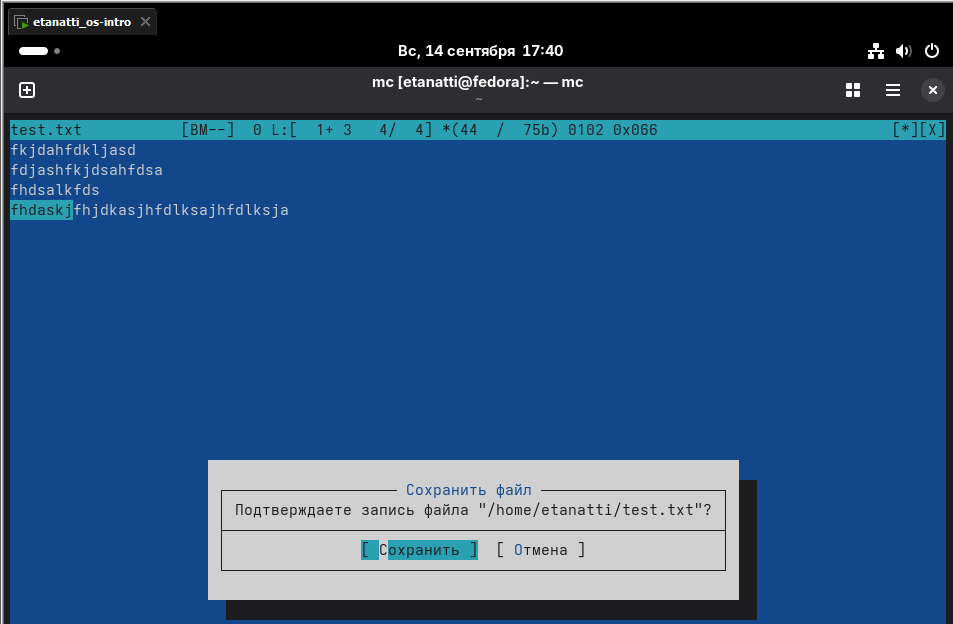 etanatti_os-intro
Вс, 14 сентября 17:40
mc [etanatti@fedora]:~ — mc
~
test.txt [BM--] 0 L:[ 1+ 3 4/ 4] *(44 / 75b) 0102 0x066 [*][X]
fkjdahfdkljasd
fdjashfkjdsahfdsa
fhdsalkfds
fhdaskjfhjdkasjhfdlksajhfdlksja
Сохранить файл
Подтверждаете запись файла "/home/etanatti/test.txt"?
[ Сохранить ] [ Отмена ]